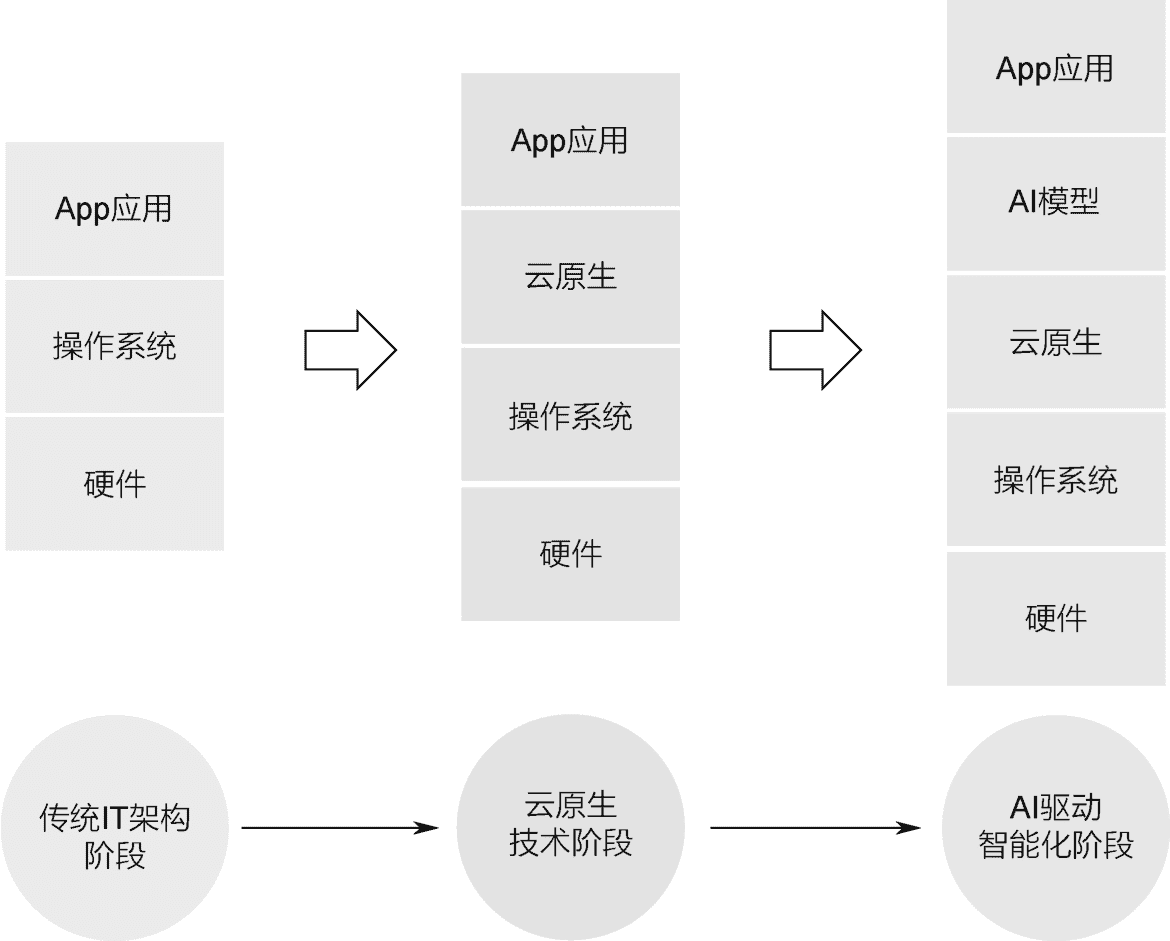 App应用
操作系统
硬件
App应用
云原生
操作系统
硬件
App应用
AI模型
云原生
操作系统
硬件
传统IT架构
阶段
云原生
技术阶段
AI驱动
智能化阶段